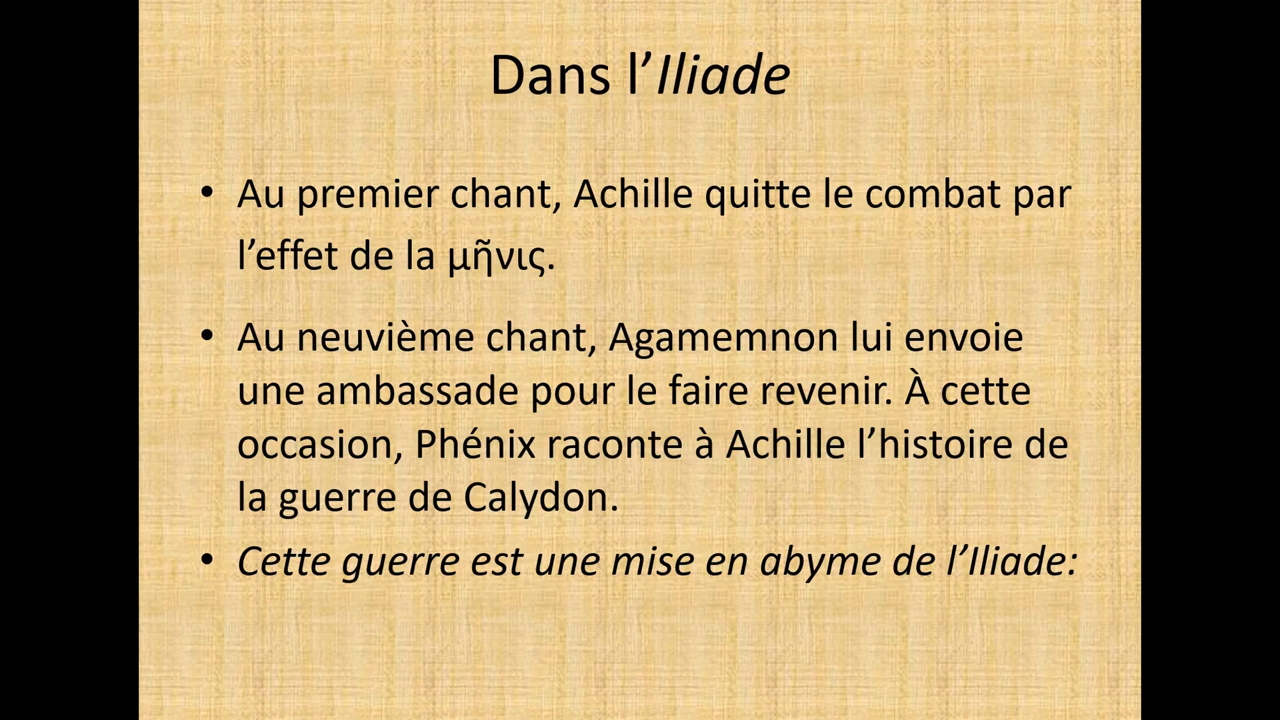 Dans l’Iliade
• Au premier chant, Achille quitte le combat par
l’effet de la μῆνις.
• Au neuvième chant, Agamemnon lui envoie
une ambassade pour le faire revenir. À cette
occasion, Phénix raconte à Achille l’histoire de
la guerre de Calydon.
• Cette guerre est une mise en abyme de l’Iliade: